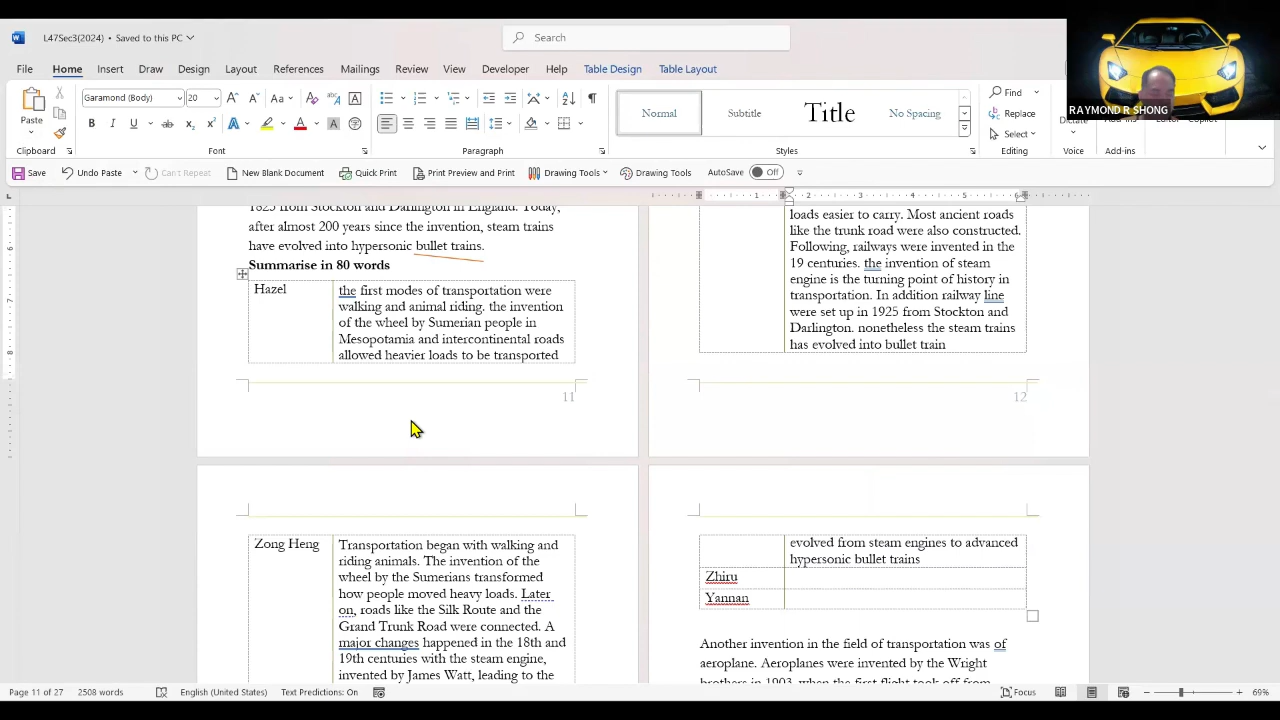 L47Sec3(2024) • Saved to this PC
Search
RAYMOND R SHONG
File Home Insert Draw Design Layout References Mailings Review View Developer Help Table Design Table Layout
Garamond (Body) 20
Find
Paste
Normal Subtitle Title No Spacing
Replace
Select
Dictate
Add-ins
Clipboard Font Paragraph Styles Editing Voice Add-ins
Save Undo Paste Can't Repeat New Blank Document Quick Print Print Preview and Print Drawing Tools Drawing Tools AutoSave Off
1825 from Stockton and Darlington in England. Today,
after almost 200 years since the invention, steam trains
have evolved into hypersonic bullet trains.
Summarise in 80 words
Hazel
the first modes of transportation were
walking and animal riding. the invention
of the wheel by Sumerian people in
Mesopotamia and intercontinental roads
allowed heavier loads to be transported
11
loads easier to carry. Most ancient roads
like the trunk road were also constructed.
Following, railways were invented in the
19 centuries. the invention of steam
engine is the turning point of history in
transportation. In addition railway line
were set up in 1925 from Stockton and
Darlington. nonetheless the steam trains
has evolved into bullet train
12
Zong Heng
Transportation began with walking and
riding animals. The invention of the
wheel by the Sumerians transformed
how people moved heavy loads. Later
on, roads like the Silk Route and the
Grand Trunk Road were connected. A
major changes happened in the 18th and
19th centuries with the steam engine,
invented by James Watt, leading to the
evolved from steam engines to advanced
hypersonic bullet trains
Zhiru
Yannan
Another invention in the field of transportation was of
aeroplane. Aeroplanes were invented by the Wright
brothers in 1903, when the first flight took off from
Page 11 of 27 2508 words English (United States) Text Predictions: On Focus 69%